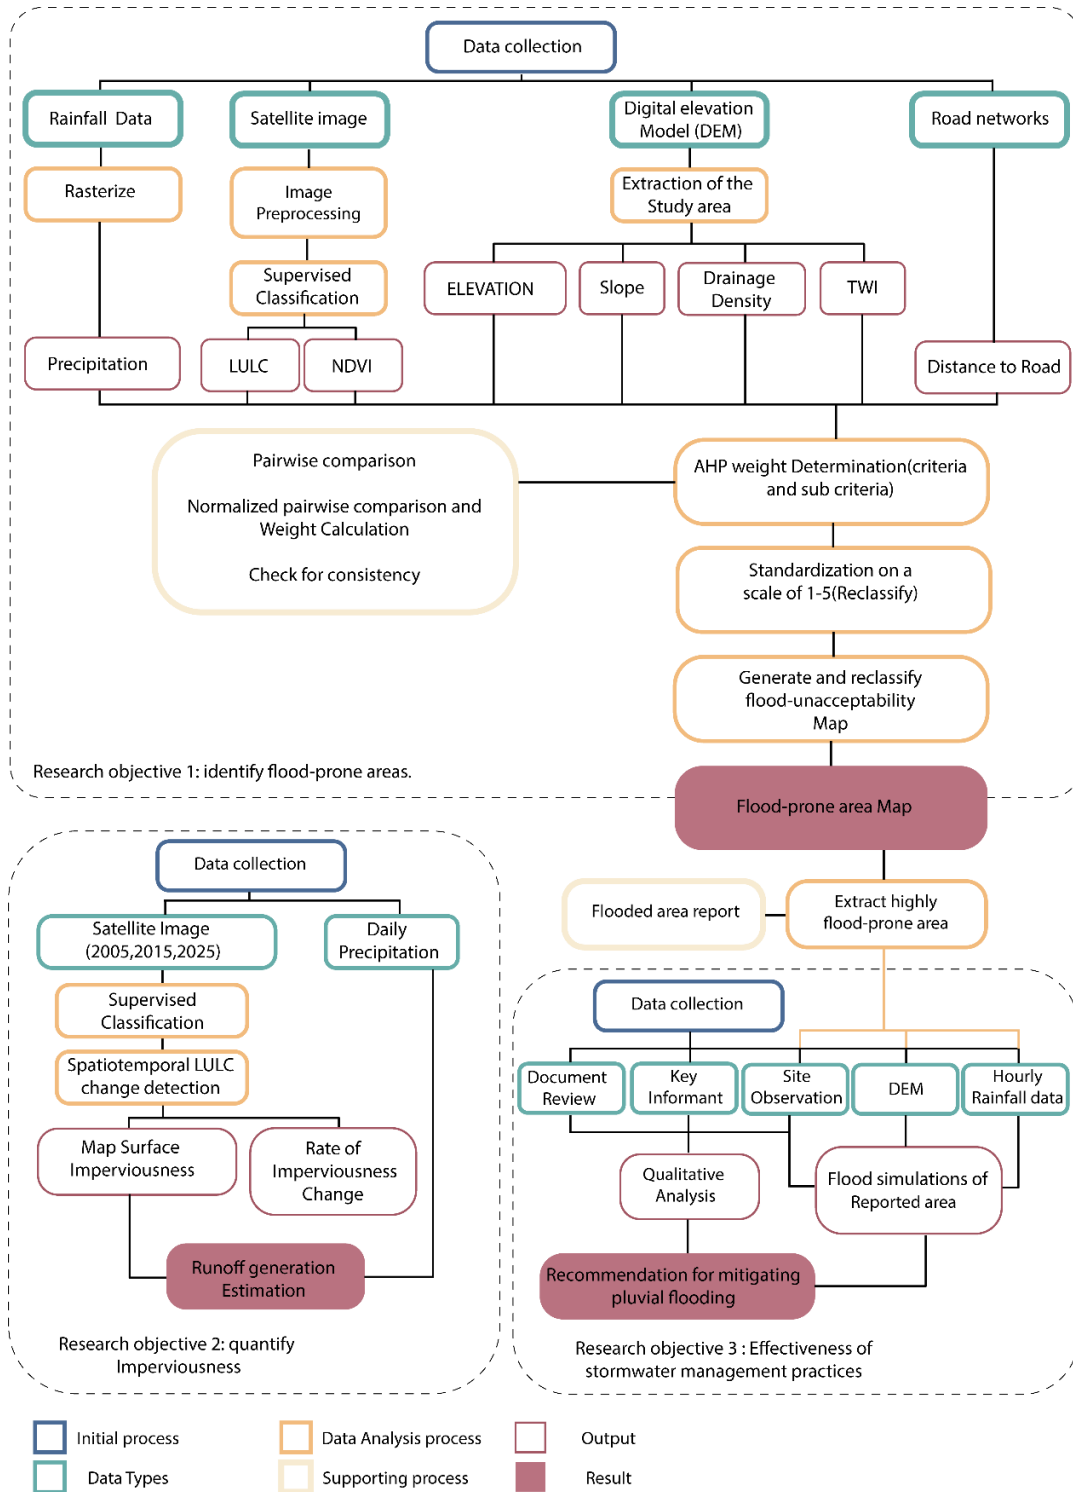 Data collection
Rainfall Data
Satellite image
Digital elevation
Model (DEM)
Road networks
Rasterize
Image
Preprocessing
Extraction of the
Study area
Supervised
Classification
ELEVATION
Slope
Drainage
Density
TWI
Precipitation
LULC
NDVI
Distance to Road
Pairwise comparison
Normalized pairwise comparison and
Weight Calculation
Check for consistency
AHP weight Determination(criteria
and sub criteria)
Standardization on a
scale of 1-5(Reclassify)
Generate and reclassify
flood-unacceptability
Map
Research objective 1: identify flood-prone areas.
Flood-prone area Map
Flooded area report
Extract highly
flood-prone area
Data collection
Satellite Image
(2005,2015,2025)
Daily
Precipitation
Supervised
Classification
Spatiotemporal LULC
change detection
Map Surface
Imperviousness
Rate of
Imperviousness
Change
Runoff generation
Estimation
Research objective 2: quantify
Imperviousness
Data collection
Document
Review
Key
Informant
Site
Observation
DEM
Hourly
Rainfall data
Qualitative
Analysis
Flood simulations of
Reported area
Recommendation for mitigating
pluvial flooding
Research objective 3 : Effectiveness of
stormwater management practices
Initial process
Data Analysis process
Output
Data Types
Supporting process
Result